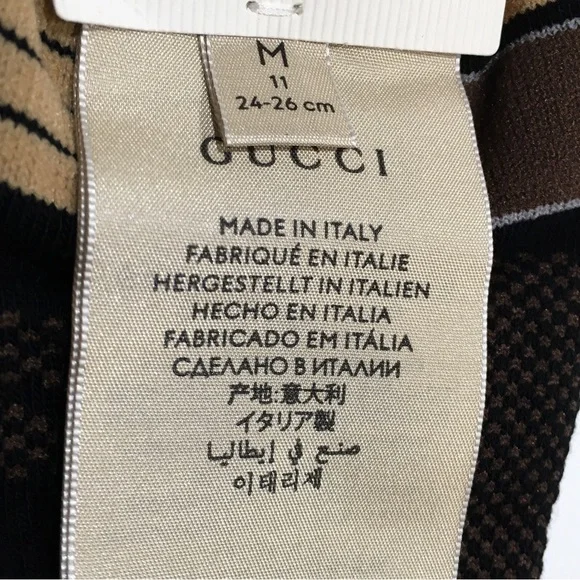 M
11
24-26 cm
GUCCI
MADE IN ITALY
FABRIQUÉ EN ITALIE
HERGESTELLT IN ITALIEN
HECHO EN ITALIA
FABRICADO EM ITÁLIA
СДЕЛАНО В ИТАЛИИ
产地:意大利
イタリア製
صنع في إيطاليا
이태리제